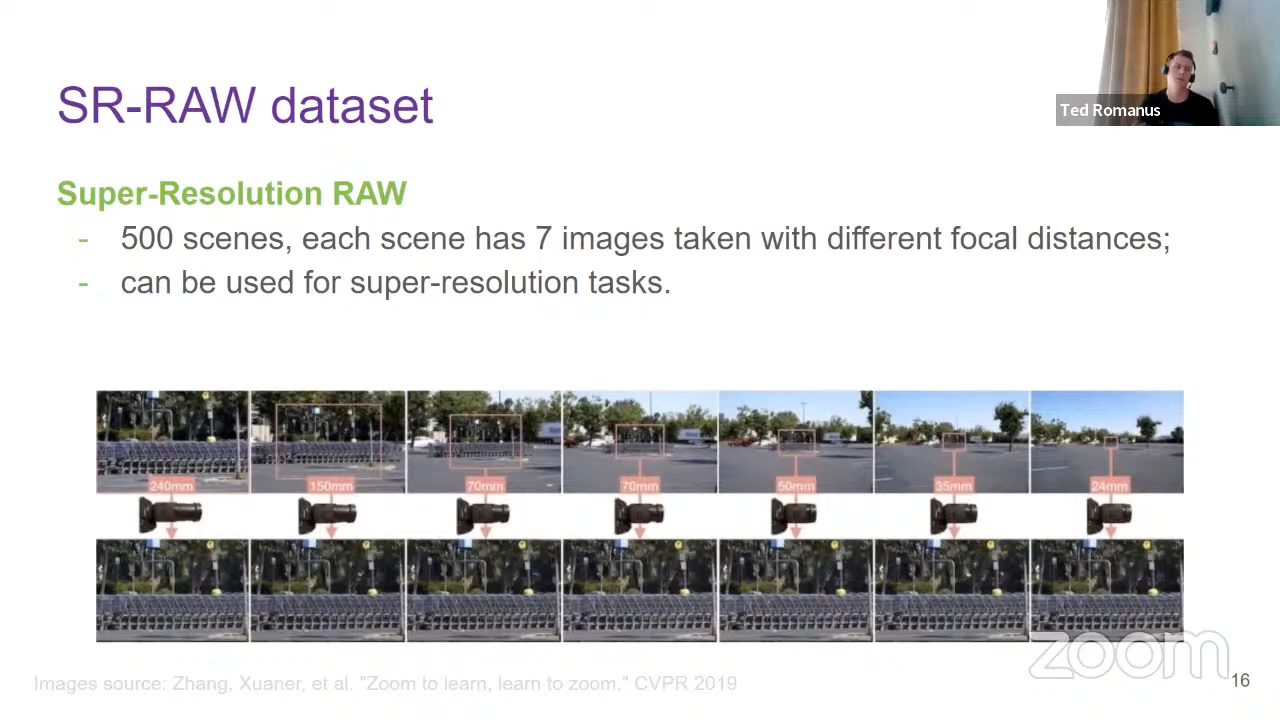 Ted Romanus
SR-RAW dataset
Super-Resolution RAW
- 500 scenes, each scene has 7 images taken with different focal distances;
- can be used for super-resolution tasks.
240mm 150mm 70mm 70mm 50mm 35mm 24mm
zoom
Images source: Zhang, Xuaner, et al. "Zoom to learn, learn to zoom." CVPR 2019
16